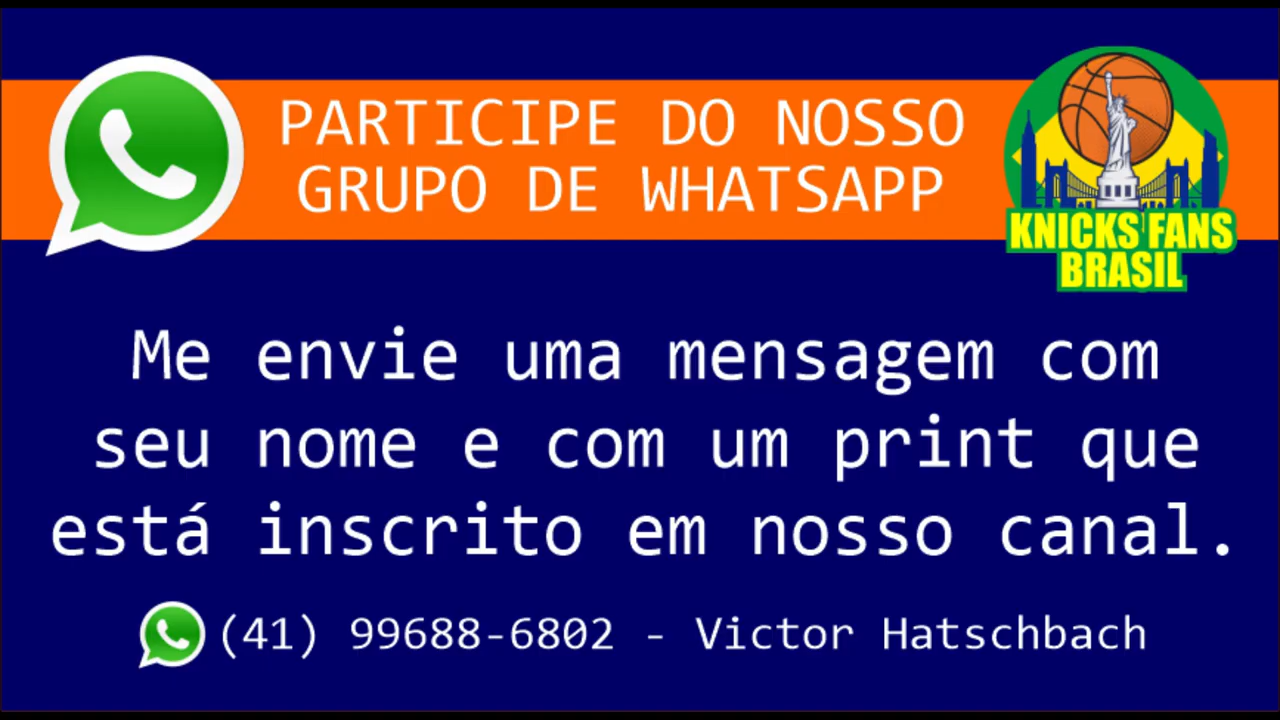 PARTICIPE DO NOSSO
GRUPO DE WHATSAPP
KNICKS FANS
BRASIL
Me envie uma mensagem com
seu nome e com um print que
está inscrito em nosso canal.
(41) 99688-6802 - Victor Hatschbach